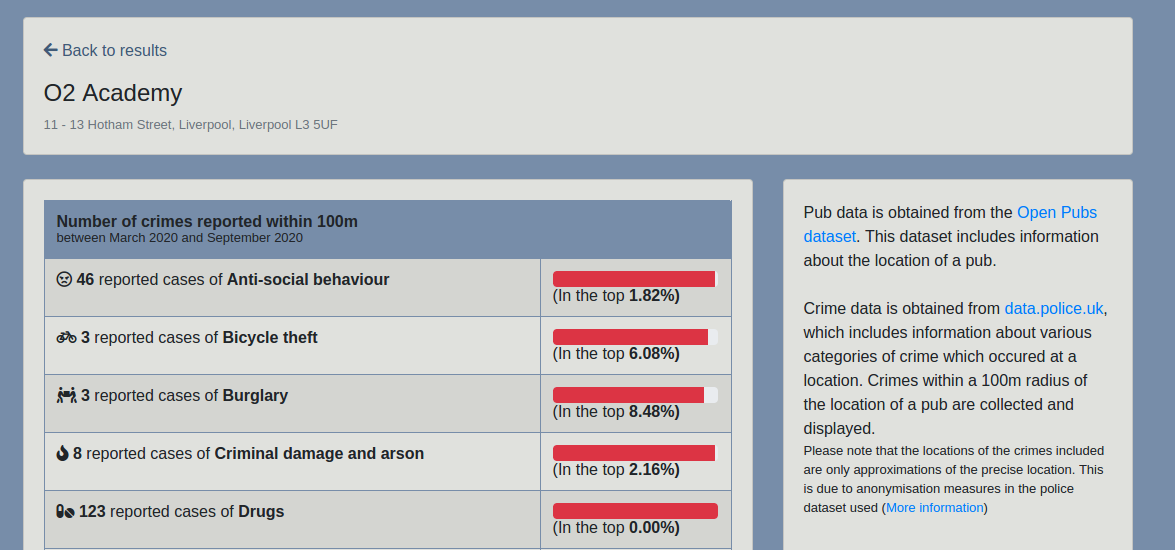 Back to results
O2 Academy
11 - 13 Hotham Street, Liverpool, Liverpool L3 5UF
Number of crimes reported within 100m
between March 2020 and September 2020
46 reported cases of Anti-social behaviour
(In the top 1.82%)
3 reported cases of Bicycle theft
(In the top 6.08%)
3 reported cases of Burglary
(In the top 8.48%)
8 reported cases of Criminal damage and arson
(In the top 2.16%)
123 reported cases of Drugs
(In the top 0.00%)
Pub data is obtained from the Open Pubs
dataset. This dataset includes information
about the location of a pub.
Crime data is obtained from data.police.uk,
which includes information about various
categories of crime which occured at a
location. Crimes within a 100m radius of
the location of a pub are collected and
displayed.
Please note that the locations of the crimes included
are only approximations of the precise location. This
is due to anonymisation measures in the police
dataset used (More information)